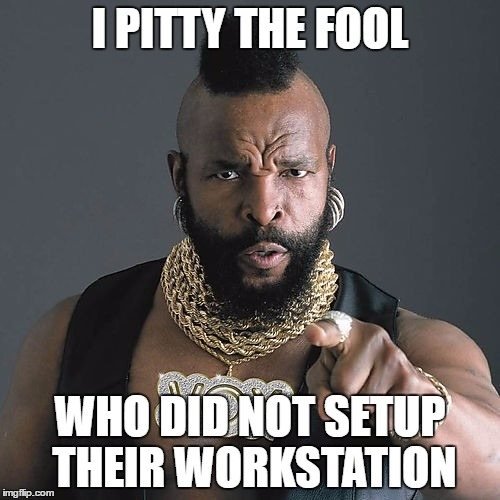 I PITTY THE FOOL
WHO DID NOT SETUP
THEIR WORKSTATION
imgflip.com